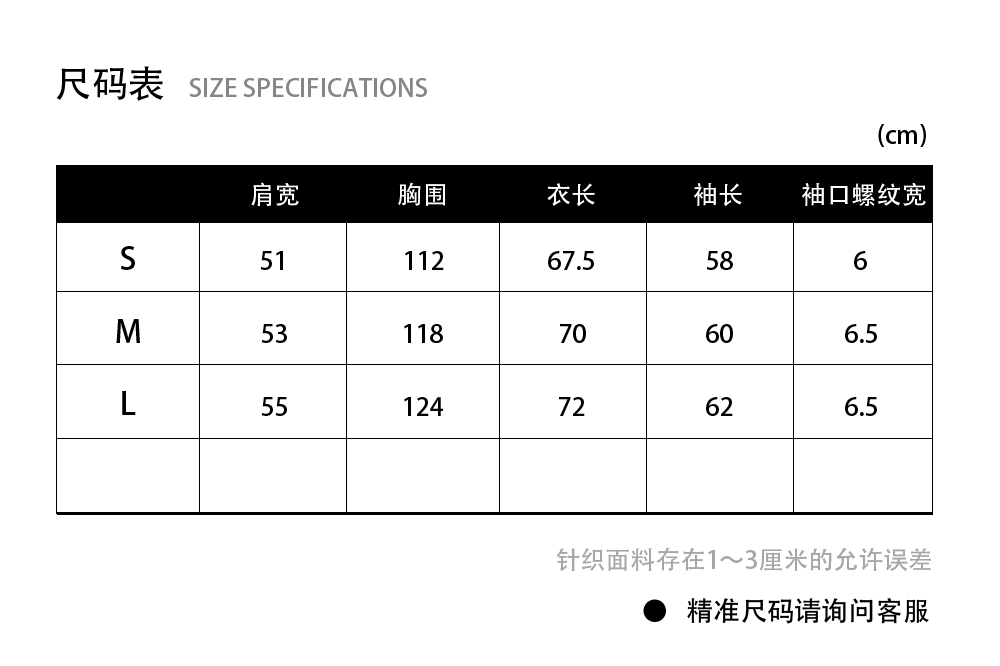 尺码表 SIZE SPECIFICATIONS
(cm)
肩宽 胸围 衣长 袖长 袖口螺纹宽
S 51 112 67.5 58 6
M 53 118 70 60 6.5
L 55 124 72 62 6.5
针织面料存在1～3厘米的允许误差
● 精准尺码请询问客服